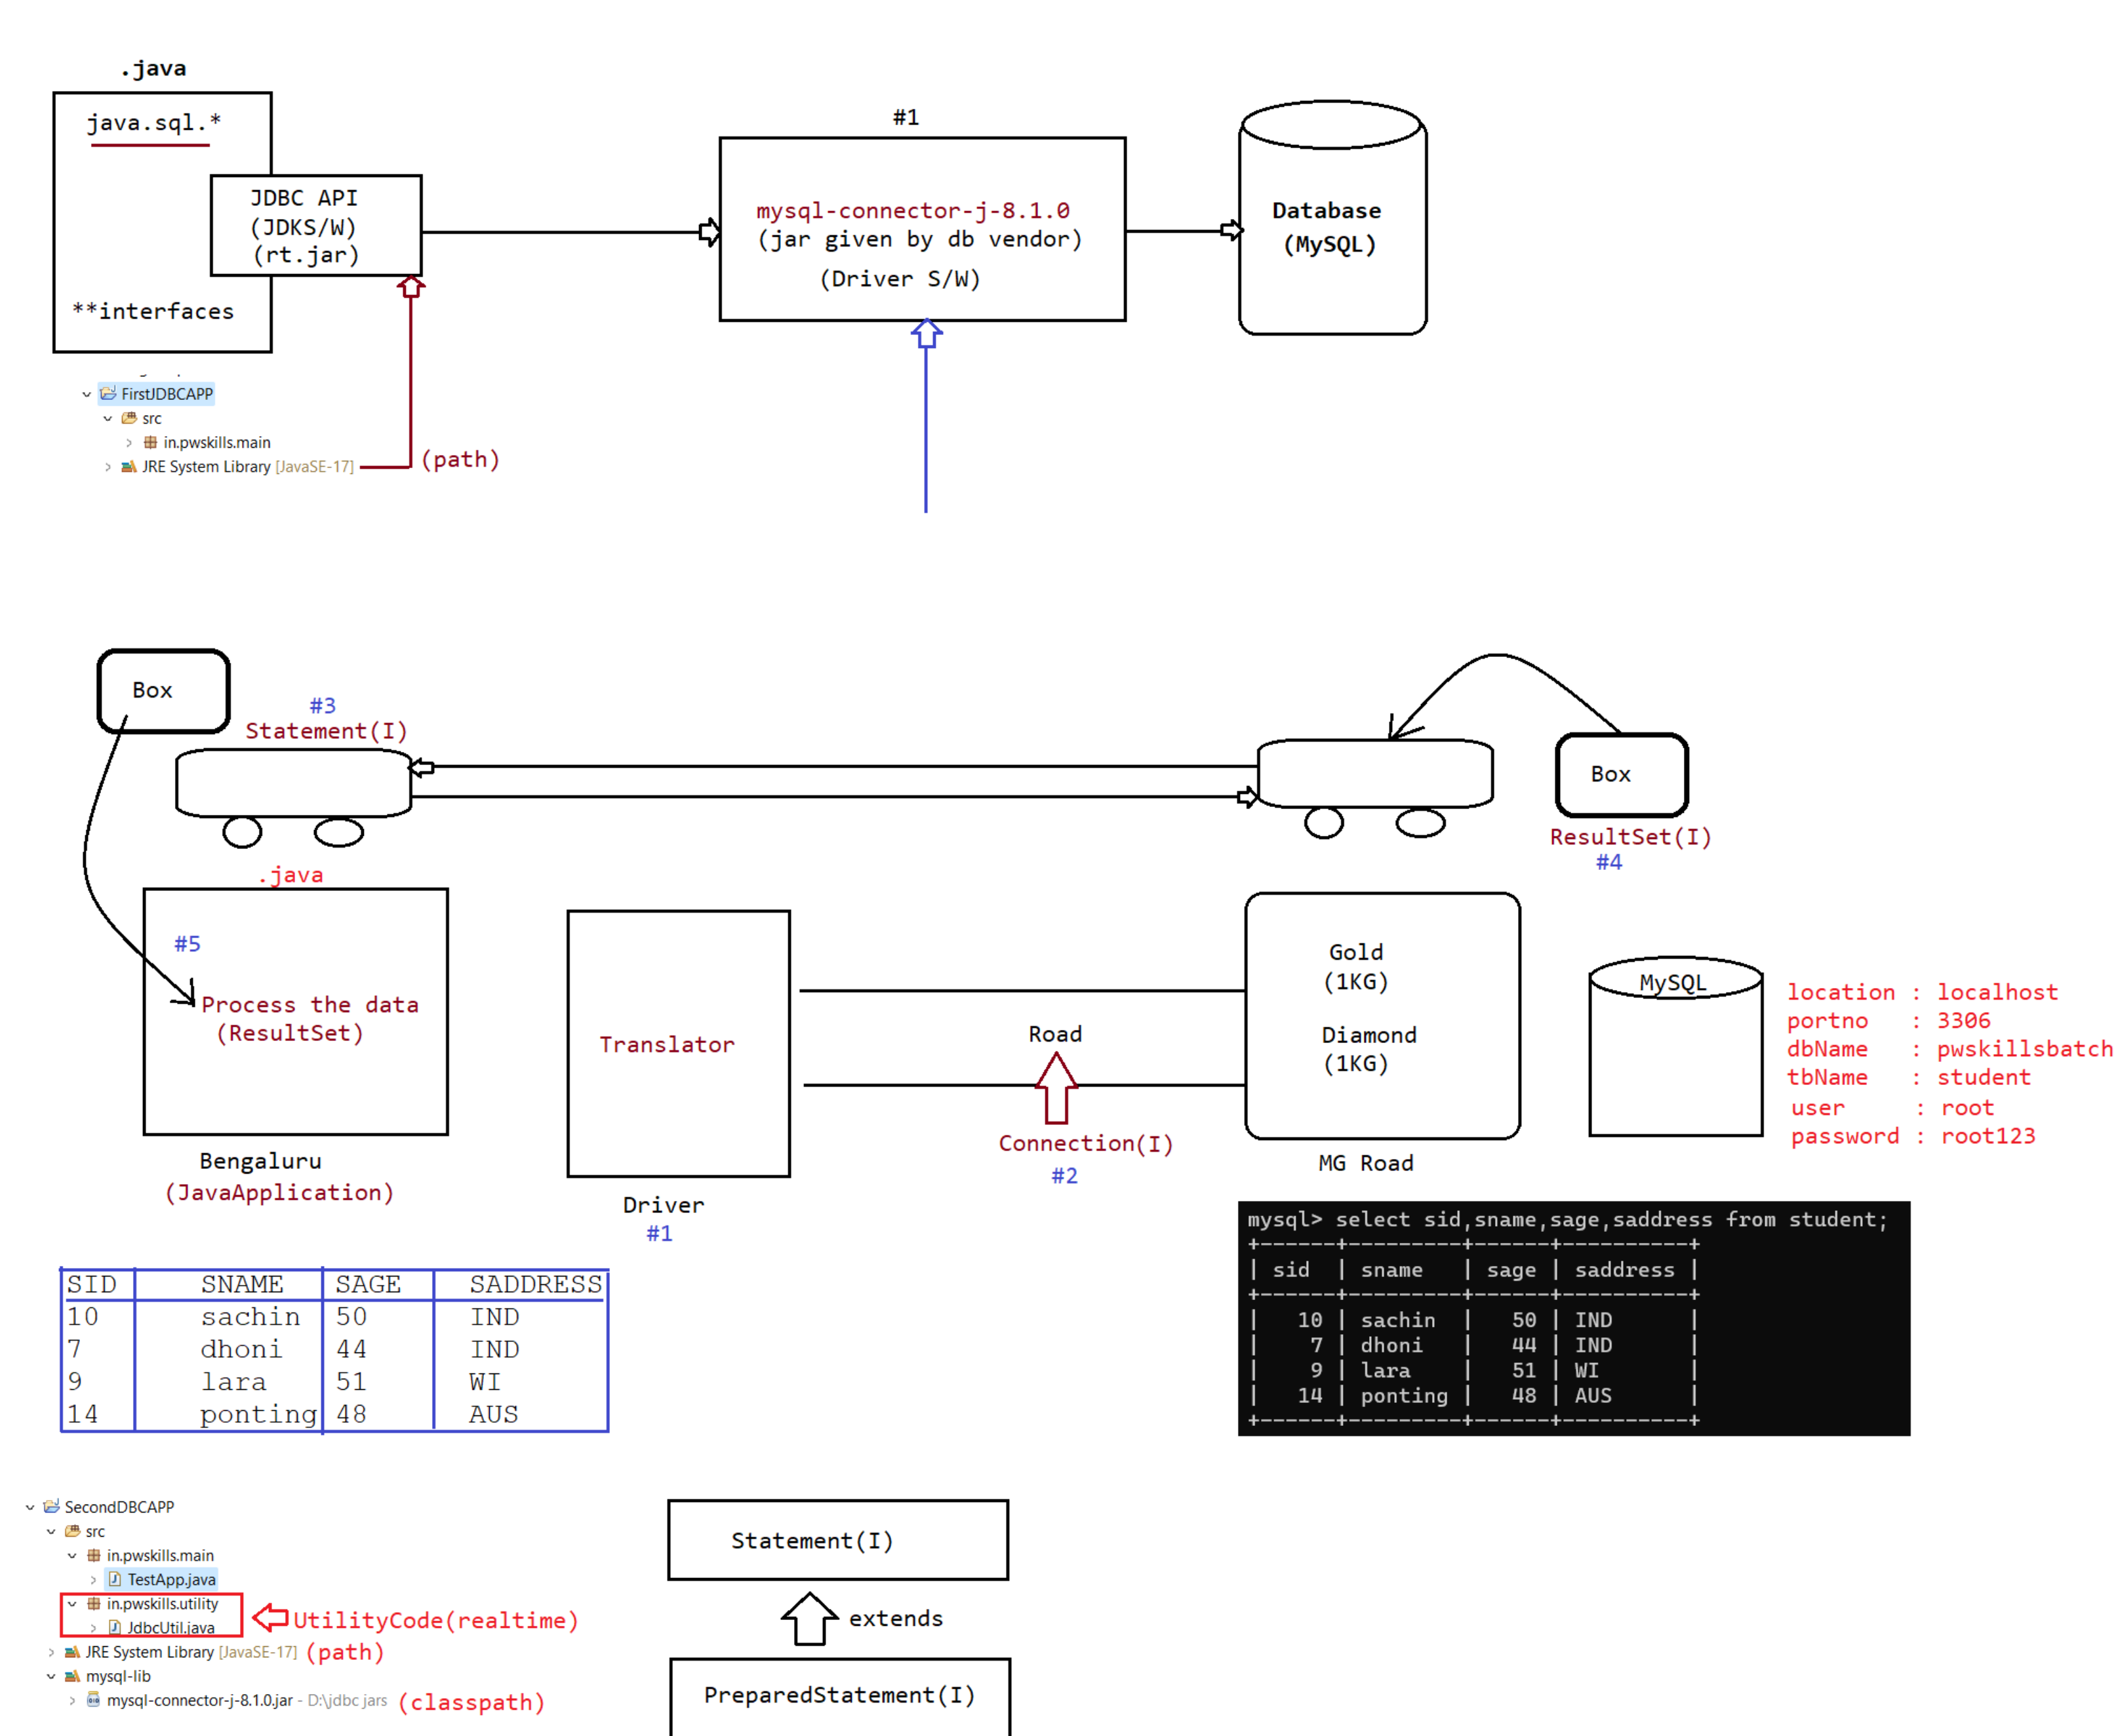 .java
java.sql.*
JDBC API
(JDKS/W)
(rt.jar)
**interfaces
#1
mysql-connector-j-8.1.0
(jar given by db vendor)
(Driver S/W)
Database
(MySQL)
FirstJDBCAPP
src
in.pwskills.main
JRE System Library [JavaSE-17]
(path)
Box
#3
Statement(I)
Box
ResultSet(I)
#4
.java
#5
Process the data
(ResultSet)
Bengaluru
(JavaApplication)
Translator
Driver
#1
Road
Connection(I)
#2
Gold
(1KG)
Diamond
(1KG)
MG Road
MySQL
location : localhost
portno : 3306
dbName : pwskillsbatch
tbName : student
user : root
password : root123
SID SNAME SAGE SADDRESS
10 sachin 50 IND
7 dhoni 44 IND
9 lara 51 WI
14 ponting 48 AUS
mysql> select sid,sname,sage,saddress from student;
+------+---------+------+----------+
| sid | sname | sage | saddress |
+------+---------+------+----------+
| 10 | sachin | 50 | IND |
| 7 | dhoni | 44 | IND |
| 9 | lara | 51 | WI |
| 14 | ponting | 48 | AUS |
+------+---------+------+----------+
SecondDBCAPP
src
in.pwskills.main
TestApp.java
in.pwskills.utility
JdbcUtil.java
UtilityCode(realtime)
JRE System Library [JavaSE-17] (path)
mysql-lib
mysql-connector-j-8.1.0.jar - D:\jdbc jars (classpath)
Statement(I)
extends
PreparedStatement(I)